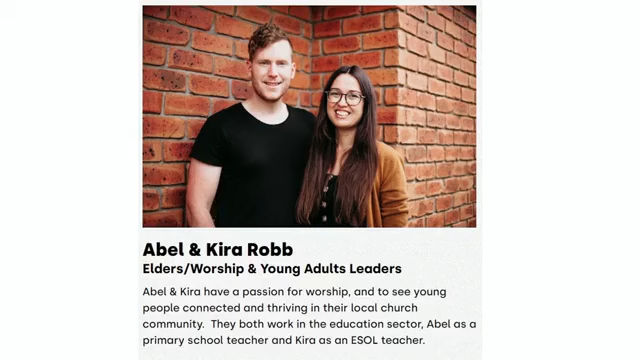 Abel & Kira Robb
Elders/Worship & Young Adults Leaders
Abel & Kira have a passion for worship, and to see young
people connected and thriving in their local church
community.  They both work in the education sector, Abel as a
primary school teacher and Kira as an ESOL teacher.